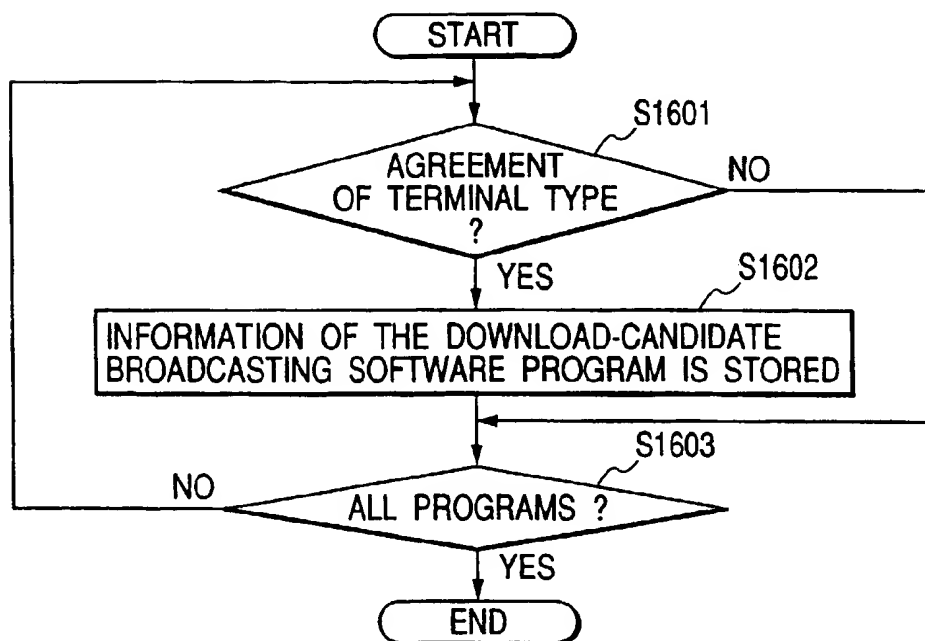 START
S1601
AGREEMENT
OF TERMINAL TYPE
?
NO
YES
S1602
INFORMATION OF THE DOWNLOAD-CANDIDATE
BROADCASTING SOFTWARE PROGRAM IS STORED
S1603
NO
ALL PROGRAMS ?
YES
END